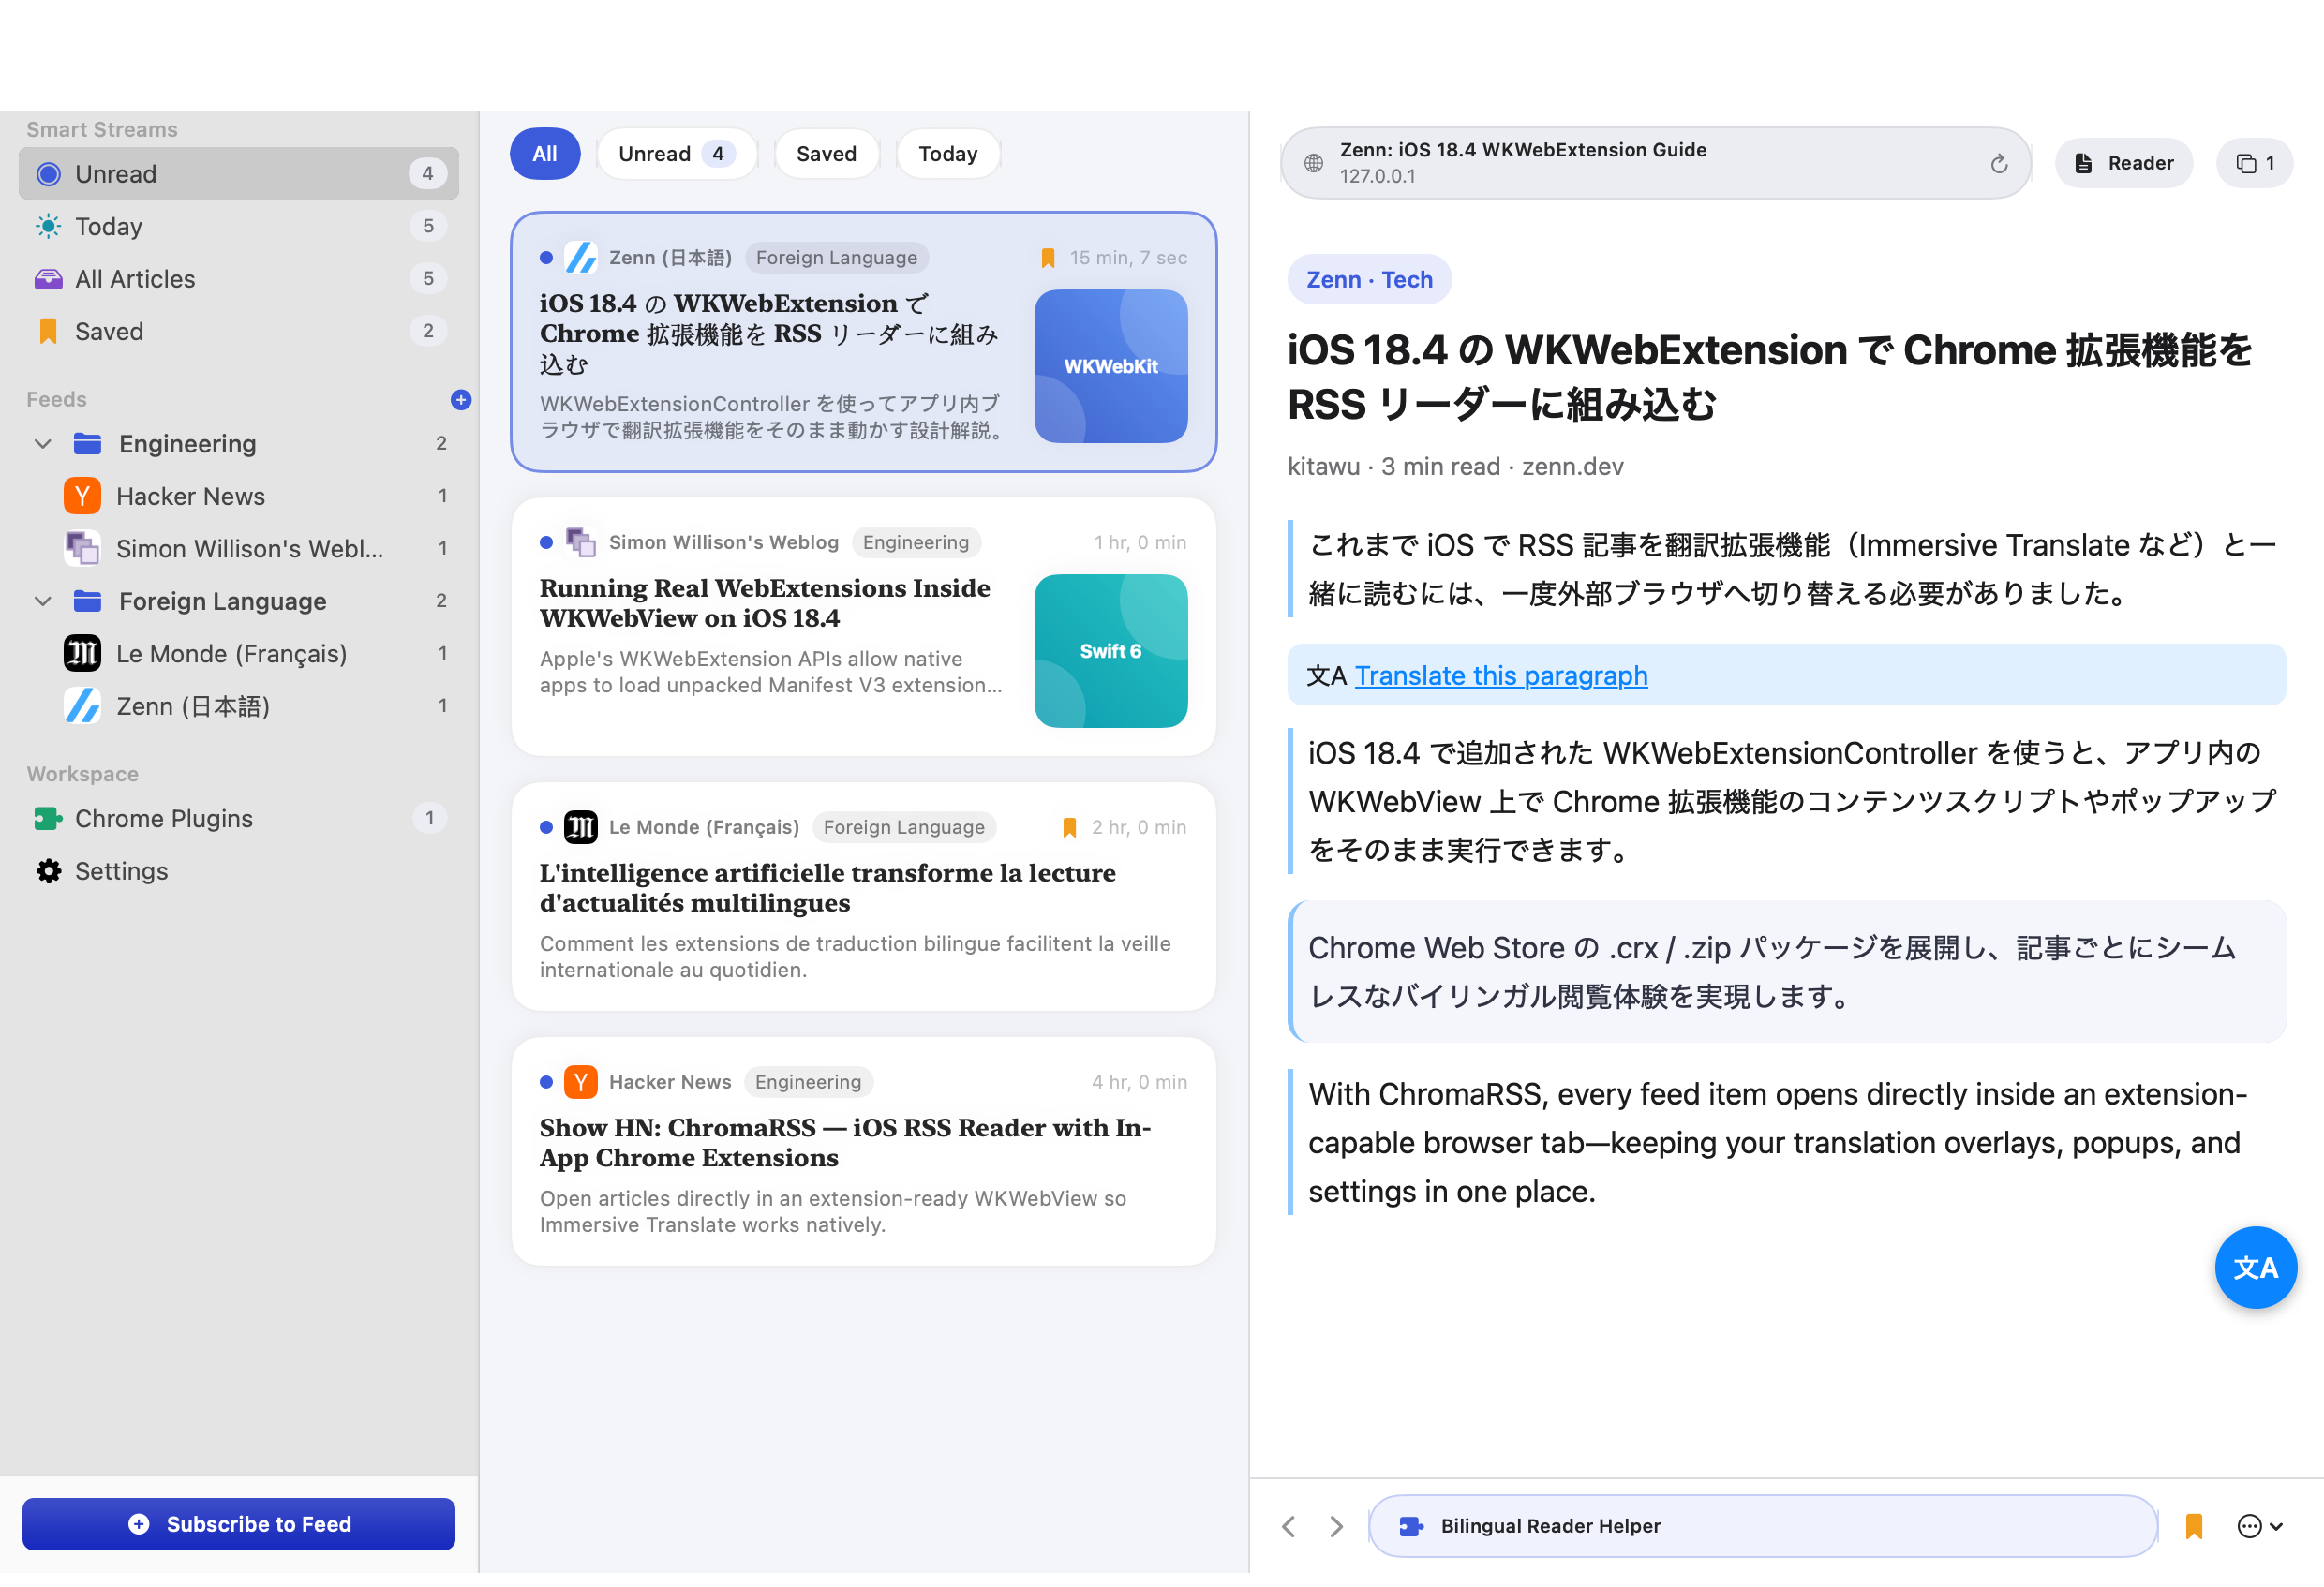 Smart Streams
Unread 4
Today 5
All Articles 5
Saved 2
Feeds
Engineering 2
Hacker News 1
Simon Willison's Webl... 1
Foreign Language 2
Le Monde (Français) 1
Zenn (日本語) 1
Workspace
Chrome Plugins 1
Settings
Subscribe to Feed
All Unread 4 Saved Today
Zenn (日本語) Foreign Language 15 min, 7 sec
iOS 18.4 の WKWebExtension で
Chrome 拡張機能を RSS リーダーに組み
込む
WKWebExtensionController を使ってアプリ内ブ
ラウザで翻訳拡張機能をそのまま動かす設計解説。
WKWebKit
Simon Willison's Weblog Engineering 1 hr, 0 min
Running Real WebExtensions Inside
WKWebView on iOS 18.4
Apple's WKWebExtension APIs allow native
apps to load unpacked Manifest V3 extension...
Swift 6
Le Monde (Français) Foreign Language 2 hr, 0 min
L'intelligence artificielle transforme la lecture
d'actualités multilingues
Comment les extensions de traduction bilingue facilitent la veille
internationale au quotidien.
Hacker News Engineering 4 hr, 0 min
Show HN: ChromaRSS — iOS RSS Reader with In-
App Chrome Extensions
Open articles directly in an extension-ready WKWebView so
Immersive Translate works natively.
Zenn: iOS 18.4 WKWebExtension Guide
127.0.0.1
Reader
1
Zenn · Tech
iOS 18.4 の WKWebExtension で Chrome 拡張機能を
RSS リーダーに組み込む
kitawu · 3 min read · zenn.dev
これまで iOS で RSS 記事を翻訳拡張機能（Immersive Translate など）と一
緒に読むには、一度外部ブラウザへ切り替える必要がありました。
文A Translate this paragraph
iOS 18.4 で追加された WKWebExtensionController を使うと、アプリ内の
WKWebView 上で Chrome 拡張機能のコンテンツスクリプトやポップアップ
をそのまま実行できます。
Chrome Web Store の .crx / .zip パッケージを展開し、記事ごとにシーム
レスなバイリンガル閲覧体験を実現します。
With ChromaRSS, every feed item opens directly inside an extension-
capable browser tab—keeping your translation overlays, popups, and
settings in one place.
文A
Bilingual Reader Helper